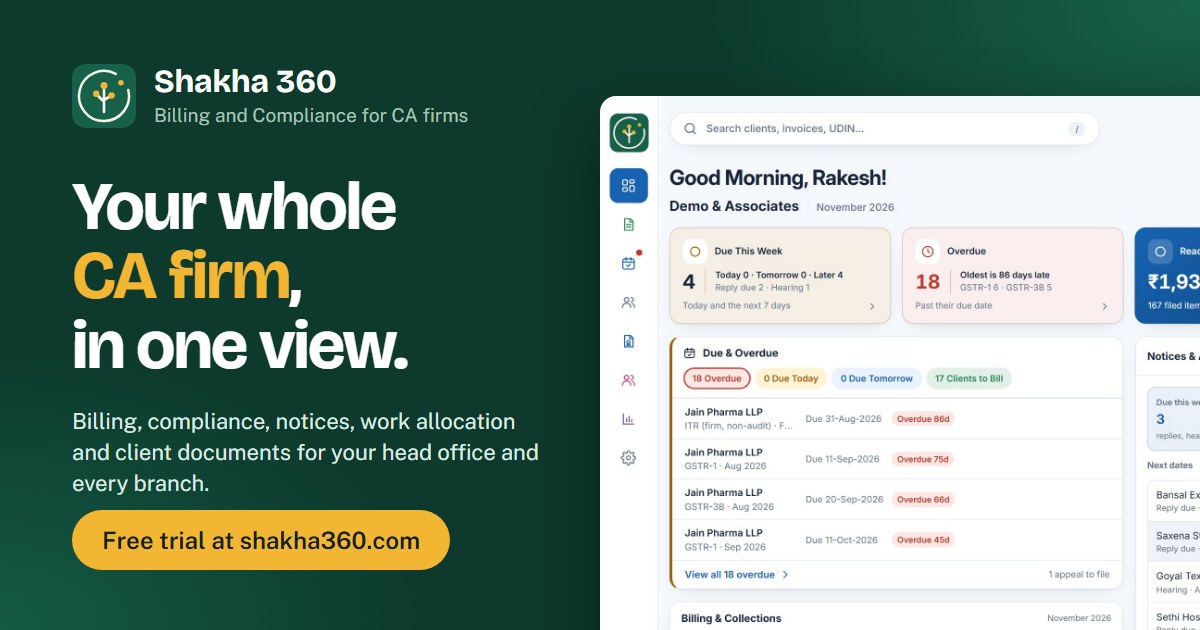 Shakha 360
Billing and Compliance for CA firms
Your whole
CA firm,
in one view.
Billing, compliance, notices, work allocation
and client documents for your head office and
every branch.
Free trial at shakha360.com
Search clients, invoices, UDIN...
/
Good Morning, Rakesh!
Demo & Associates
November 2026
Due This Week
4
Today 0 · Tomorrow 0 · Later 4
Reply due 2 · Hearing 1
Today and the next 7 days
Overdue
18
Oldest is 86 days late
GSTR-1 6 · GSTR-3B 5
Past their due date
₹1,93
167 filed item
Due & Overdue
18 Overdue
0 Due Today
0 Due Tomorrow
17 Clients to Bill
Jain Pharma LLP
ITR (firm, non-audit) · F...
Due 31-Aug-2026
Overdue 86d
Jain Pharma LLP
GSTR-1 · Aug 2026
Due 11-Sep-2026
Overdue 75d
Jain Pharma LLP
GSTR-3B · Aug 2026
Due 20-Sep-2026
Overdue 66d
Jain Pharma LLP
GSTR-1 · Sep 2026
Due 11-Oct-2026
Overdue 45d
View all 18 overdue
1 appeal to file
Billing & Collections
November 2026
Notices &
Due this
3
replies,
Next dates
Bansal
Reply due
Saxena
Reply due ·
Goyal
Hearing ·
Sethi
Reply due